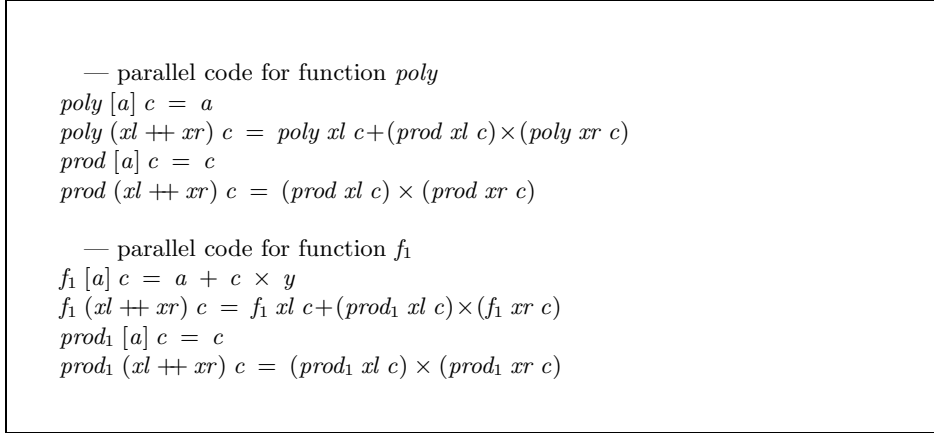 — parallel code for function poly
poly [a] c = a
poly (xl ++ xr) c = poly xl c+(prod xl c)×(poly xr c)
prod [a] c = c
prod (xl ++ xr) c = (prod xl c) × (prod xr c)
— parallel code for function f₁
f₁ [a] c = a + c × y
f₁ (xl ++ xr) c = f₁ xl c+(prod₁ xl c)×(f₁ xr c)
prod₁ [a] c = c
prod₁ (xl ++ xr) c = (prod₁ xl c) × (prod₁ xr c)